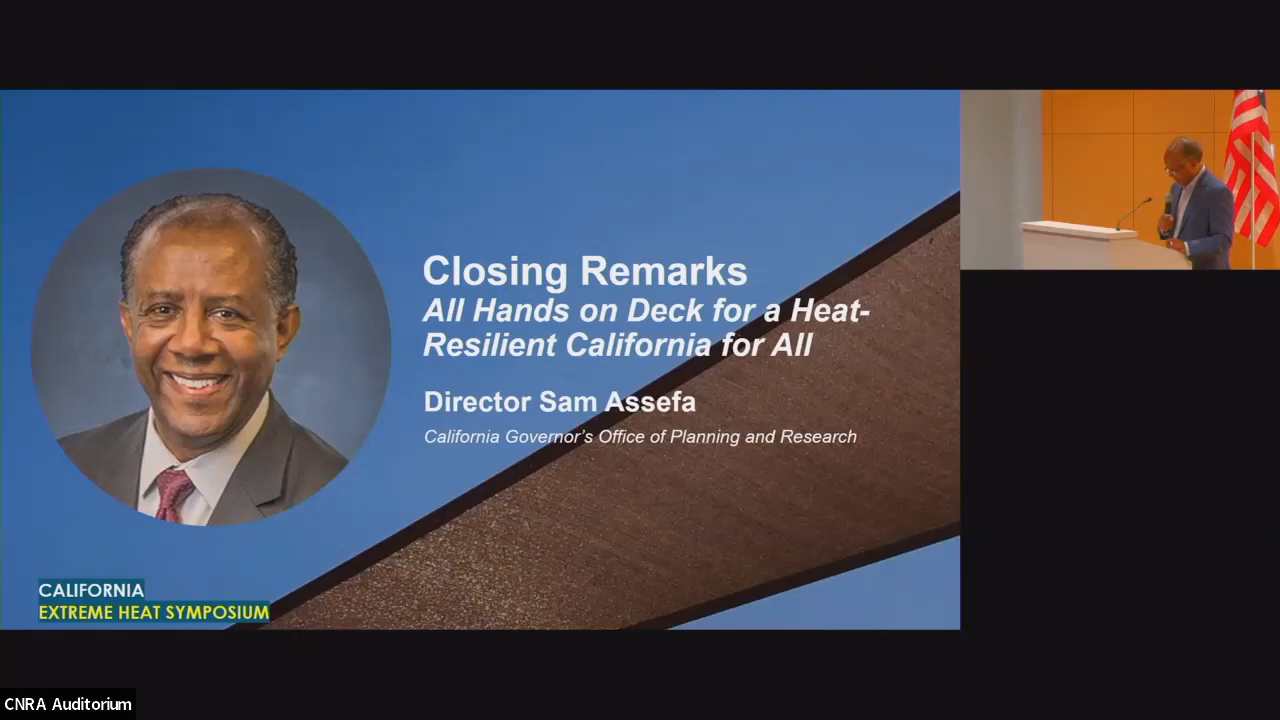 Closing Remarks
All Hands on Deck for a Heat-
Resilient California for All
Director Sam Assefa
California Governor's Office of Planning and Research
CALIFORNIA
EXTREME HEAT SYMPOSIUM
CNRA Auditorium